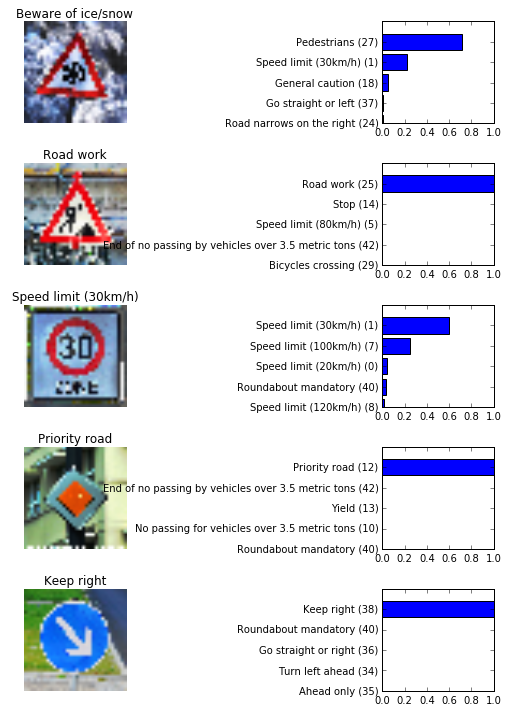 Beware of ice/snow
Pedestrians (27)
Speed limit (30km/h) (1)
General caution (18)
Go straight or left (37)
Road narrows on the right (24)
0.0 0.2 0.4 0.6 0.8 1.0
Road work
Road work (25)
Stop (14)
Speed limit (80km/h) (5)
End of no passing by vehicles over 3.5 metric tons (42)
Bicycles crossing (29)
0.0 0.2 0.4 0.6 0.8 1.0
Speed limit (30km/h)
30
ZONE
Speed limit (30km/h) (1)
Speed limit (100km/h) (7)
Speed limit (20km/h) (0)
Roundabout mandatory (40)
Speed limit (120km/h) (8)
0.0 0.2 0.4 0.6 0.8 1.0
Priority road
Priority road (12)
End of no passing by vehicles over 3.5 metric tons (42)
Yield (13)
No passing for vehicles over 3.5 metric tons (10)
Roundabout mandatory (40)
0.0 0.2 0.4 0.6 0.8 1.0
Keep right
Keep right (38)
Roundabout mandatory (40)
Go straight or right (36)
Turn left ahead (34)
Ahead only (35)
0.0 0.2 0.4 0.6 0.8 1.0